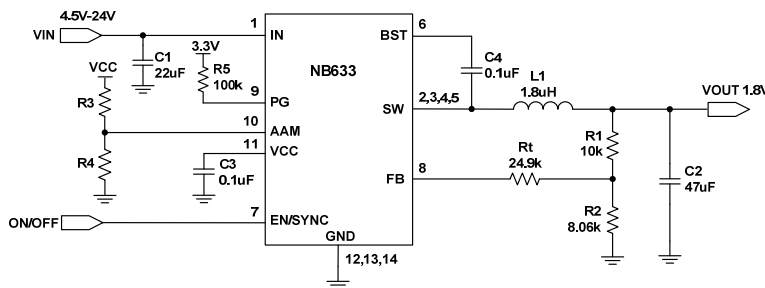 4.5V-24V
VIN
1
IN
C1
22uF
3.3V
R5
100k
9
PG
VCC
R3
10
AAM
R4
11
VCC
C3
0.1uF
ON/OFF
7
EN/SYNC
NB633
GND
12,13,14
BST
6
C4
0.1uF
SW
2,3,4,5
L1
1.8uH
VOUT 1.8V
R1
10k
FB
8
Rt
24.9k
C2
47uF
R2
8.06k